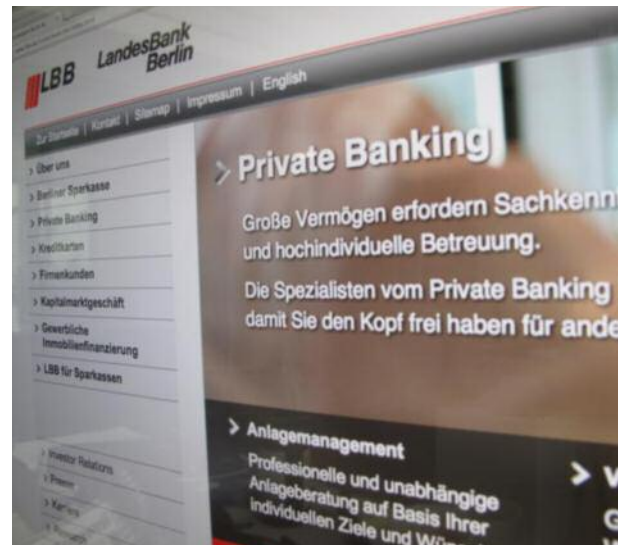 LBB
LandesBank
Berlin
Zur Startseite | Kontakt | Sitemap | Impressum | English
> Über uns
> Berliner Sparkasse
> Private Banking
> Kreditkarten
> Firmenkunden
> Kapitalmarktgeschäft
> Gewerbliche
Immobilienfinanzierung
> LBB für Sparkassen
> Investor Relations
> Presse
> Karriere
> Private Banking
Große Vermögen erfordern Sachkennt
und hochindividuelle Betreuung.
Die Spezialisten vom Private Banking
damit Sie den Kopf frei haben für ande
> Anlagemanagement
Professionelle und unabhängige
Anlageberatung auf Basis Ihrer
individuellen Ziele und
> V
G